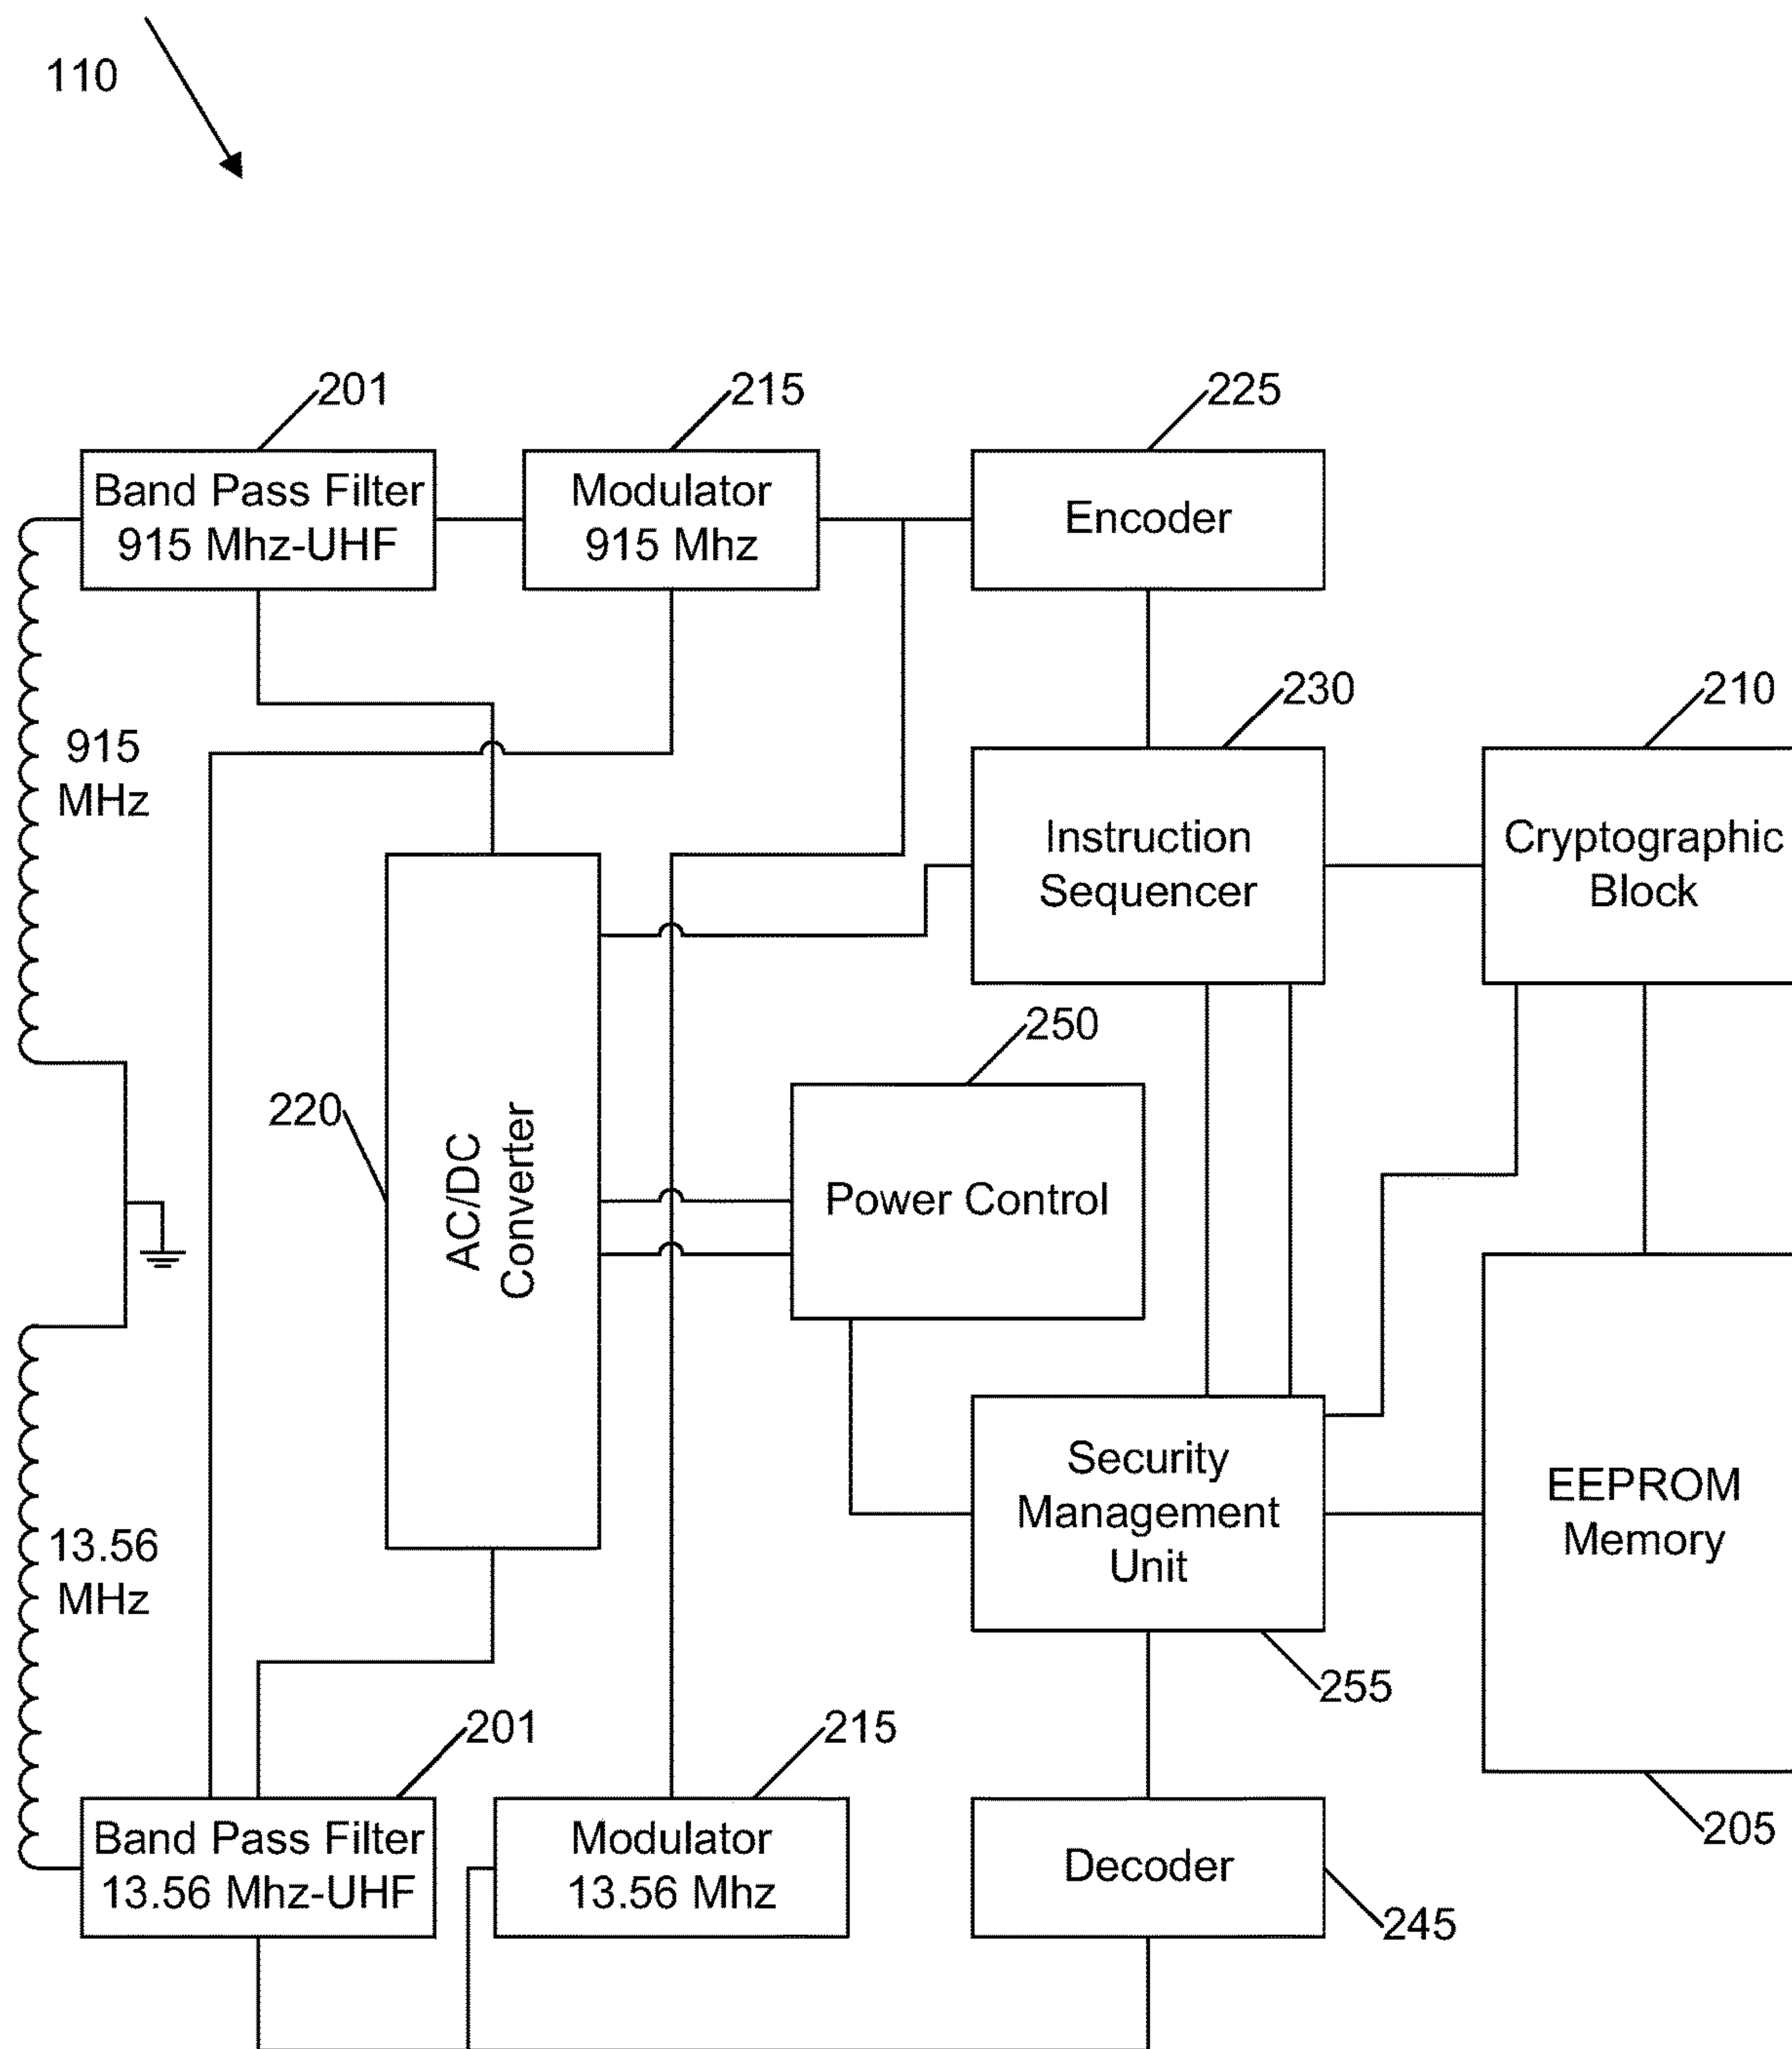 110
201
215
225
Band Pass Filter
915 Mhz-UHF
Modulator
915 Mhz
Encoder
230
210
915
MHz
Instruction
Sequencer
Cryptographic
Block
250
220
AC/DC
Converter
Power Control
Security
Management
Unit
EEPROM
Memory
13.56
MHz
255
201
215
205
Band Pass Filter
13.56 Mhz-UHF
Modulator
13.56 Mhz
Decoder
245